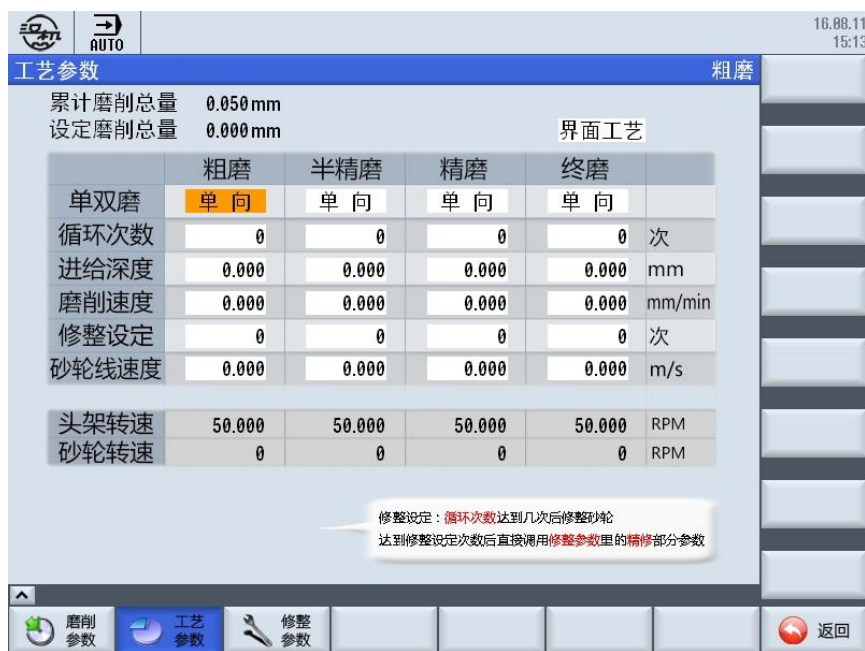 汉机 AUTO 16.08.11
15:13
工艺参数 粗磨
累计磨削总量 0.050mm
设定磨削总量 0.000mm 界面工艺
粗磨 半精磨 精磨 终磨
单双磨 单向 单向 单向 单向
循环次数 0 0 0 0 次
进给深度 0.000 0.000 0.000 0.000 mm
磨削速度 0.000 0.000 0.000 0.000 mm/min
修整设定 0 0 0 0 次
砂轮线速度 0.000 0.000 0.000 0.000 m/s
头架转速 50.000 50.000 50.000 50.000 RPM
砂轮转速 0 0 0 0 RPM
修整设定：循环次数达到几次后修整砂轮
达到修整设定次数后直接调用修整参数里的精修部分参数
磨削 工艺 修整 返回
参数 参数 参数